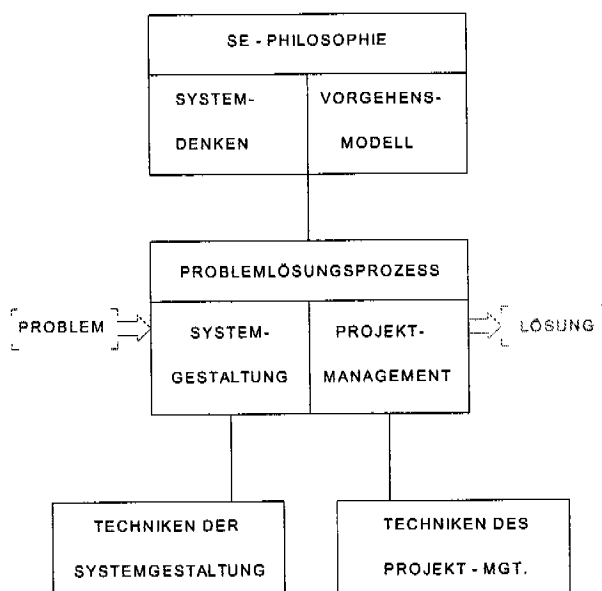 SE - PHILOSOPHIE
SYSTEM-
DENKEN
VORGEHENS-
MODELL
PROBLEMLÖSUNGSPROZESS
PROBLEM
SYSTEM-
GESTALTUNG
PROJEKT-
MANAGEMENT
LÖSUNG
TECHNIKEN DER
SYSTEMGESTALTUNG
TECHNIKEN DES
PROJEKT - MGT.